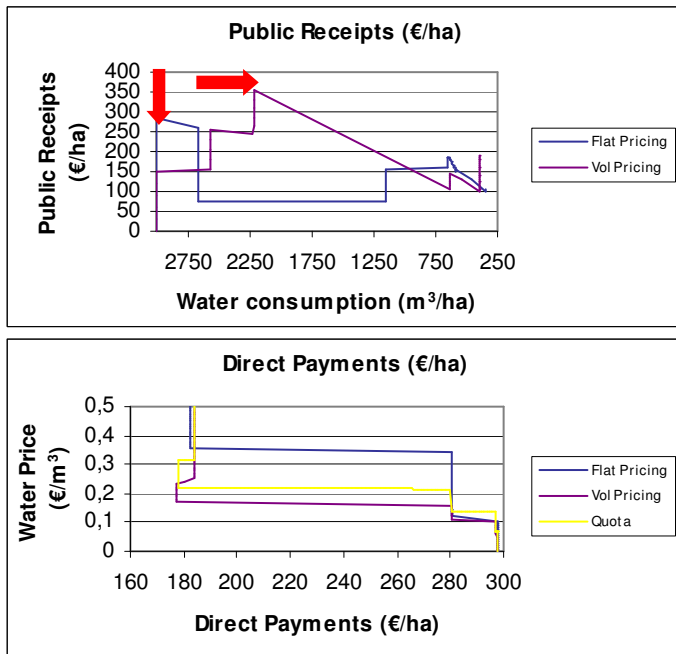 Public Receipts (€/ha)
400
350
300
250
200
150
100
50
0
Public Receipts
(€/ha)
2750 2250 1750 1250 750 250
Water consumption (m³/ha)
Flat Pricing
Vol Pricing
Direct Payments (€/ha)
0,5
0,4
0,3
0,2
0,1
0
Water Price
(€/m³)
160 180 200 220 240 260 280 300
Direct Payments (€/ha)
Flat Pricing
Vol Pricing
Quota